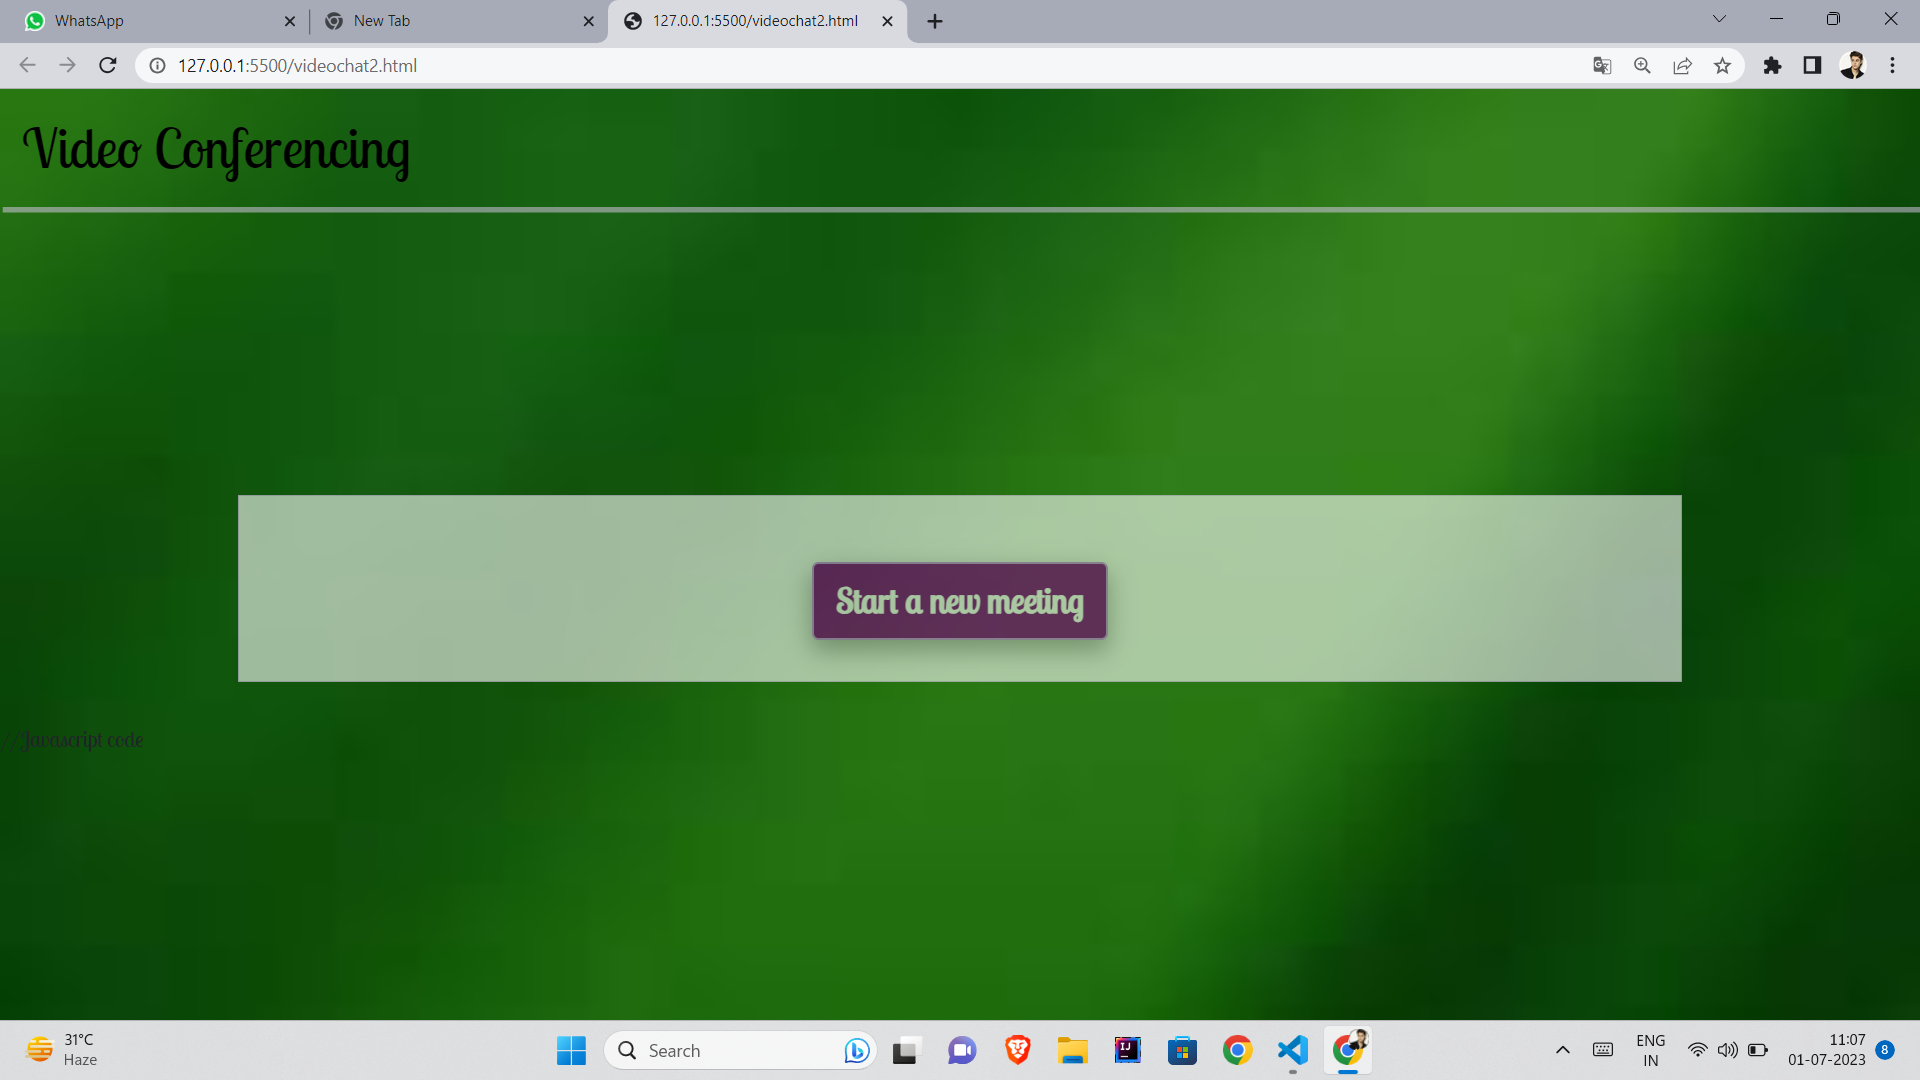 WhatsApp
New Tab
127.0.0.1:5500/videochat2.html
127.0.0.1:5500/videochat2.html
Video Conferencing
Start a new meeting
//Javascript code
31°C
Haze
Search
ENG
IN
11:07
01-07-2023
8